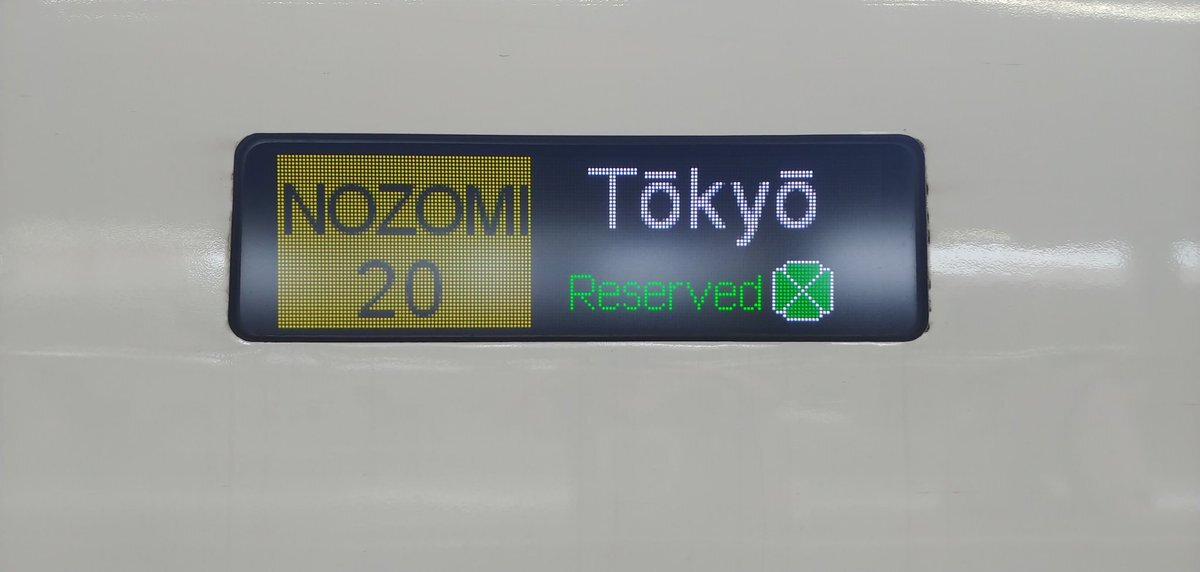 NOZOMI
20
Tōkyō
Reserved